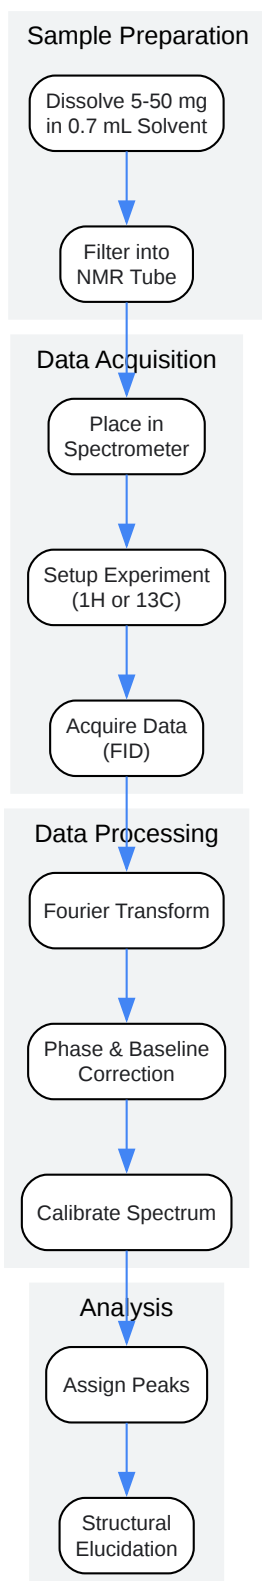 Sample Preparation
Dissolve 5-50 mg
in 0.7 mL Solvent
Filter into
NMR Tube
Data Acquisition
Place in
Spectrometer
Setup Experiment
(1H or 13C)
Acquire Data
(FID)
Data Processing
Fourier Transform
Phase & Baseline
Correction
Calibrate Spectrum
Analysis
Assign Peaks
Structural
Elucidation